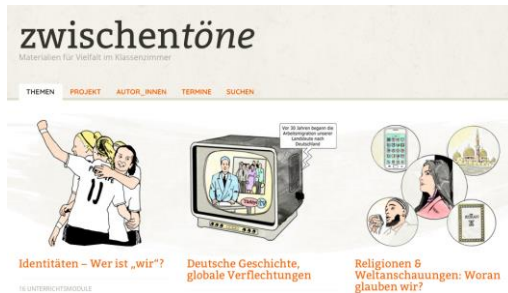 zwischentöne
Materialien für Vielfalt im Klassenzimmer
THEMEN PROJEKT AUTOR_INNEN TERMINE SUCHEN
Vor 30 Jahren begann die
Arbeitsmigration unserer
Landsleute nach
Deutschland
11
Identitäten – Wer ist „wir“?
16 UNTERRICHTSMODULE
Deutsche Geschichte,
globale Verflechtungen
Religionen &
Weltanschauungen: Woran
glauben wir?